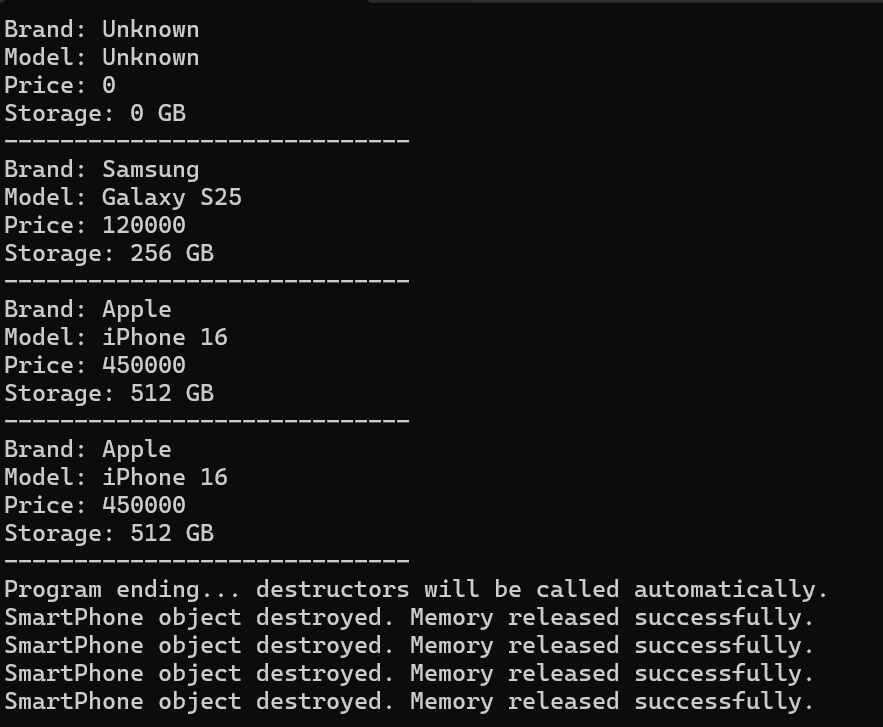 Brand: Unknown
Model: Unknown
Price: 0
Storage: 0 GB
-----------------------------
Brand: Samsung
Model: Galaxy S25
Price: 120000
Storage: 256 GB
-----------------------------
Brand: Apple
Model: iPhone 16
Price: 450000
Storage: 512 GB
-----------------------------
Brand: Apple
Model: iPhone 16
Price: 450000
Storage: 512 GB
-----------------------------
Program ending... destructors will be called automatically.
SmartPhone object destroyed. Memory released successfully.
SmartPhone object destroyed. Memory released successfully.
SmartPhone object destroyed. Memory released successfully.
SmartPhone object destroyed. Memory released successfully.